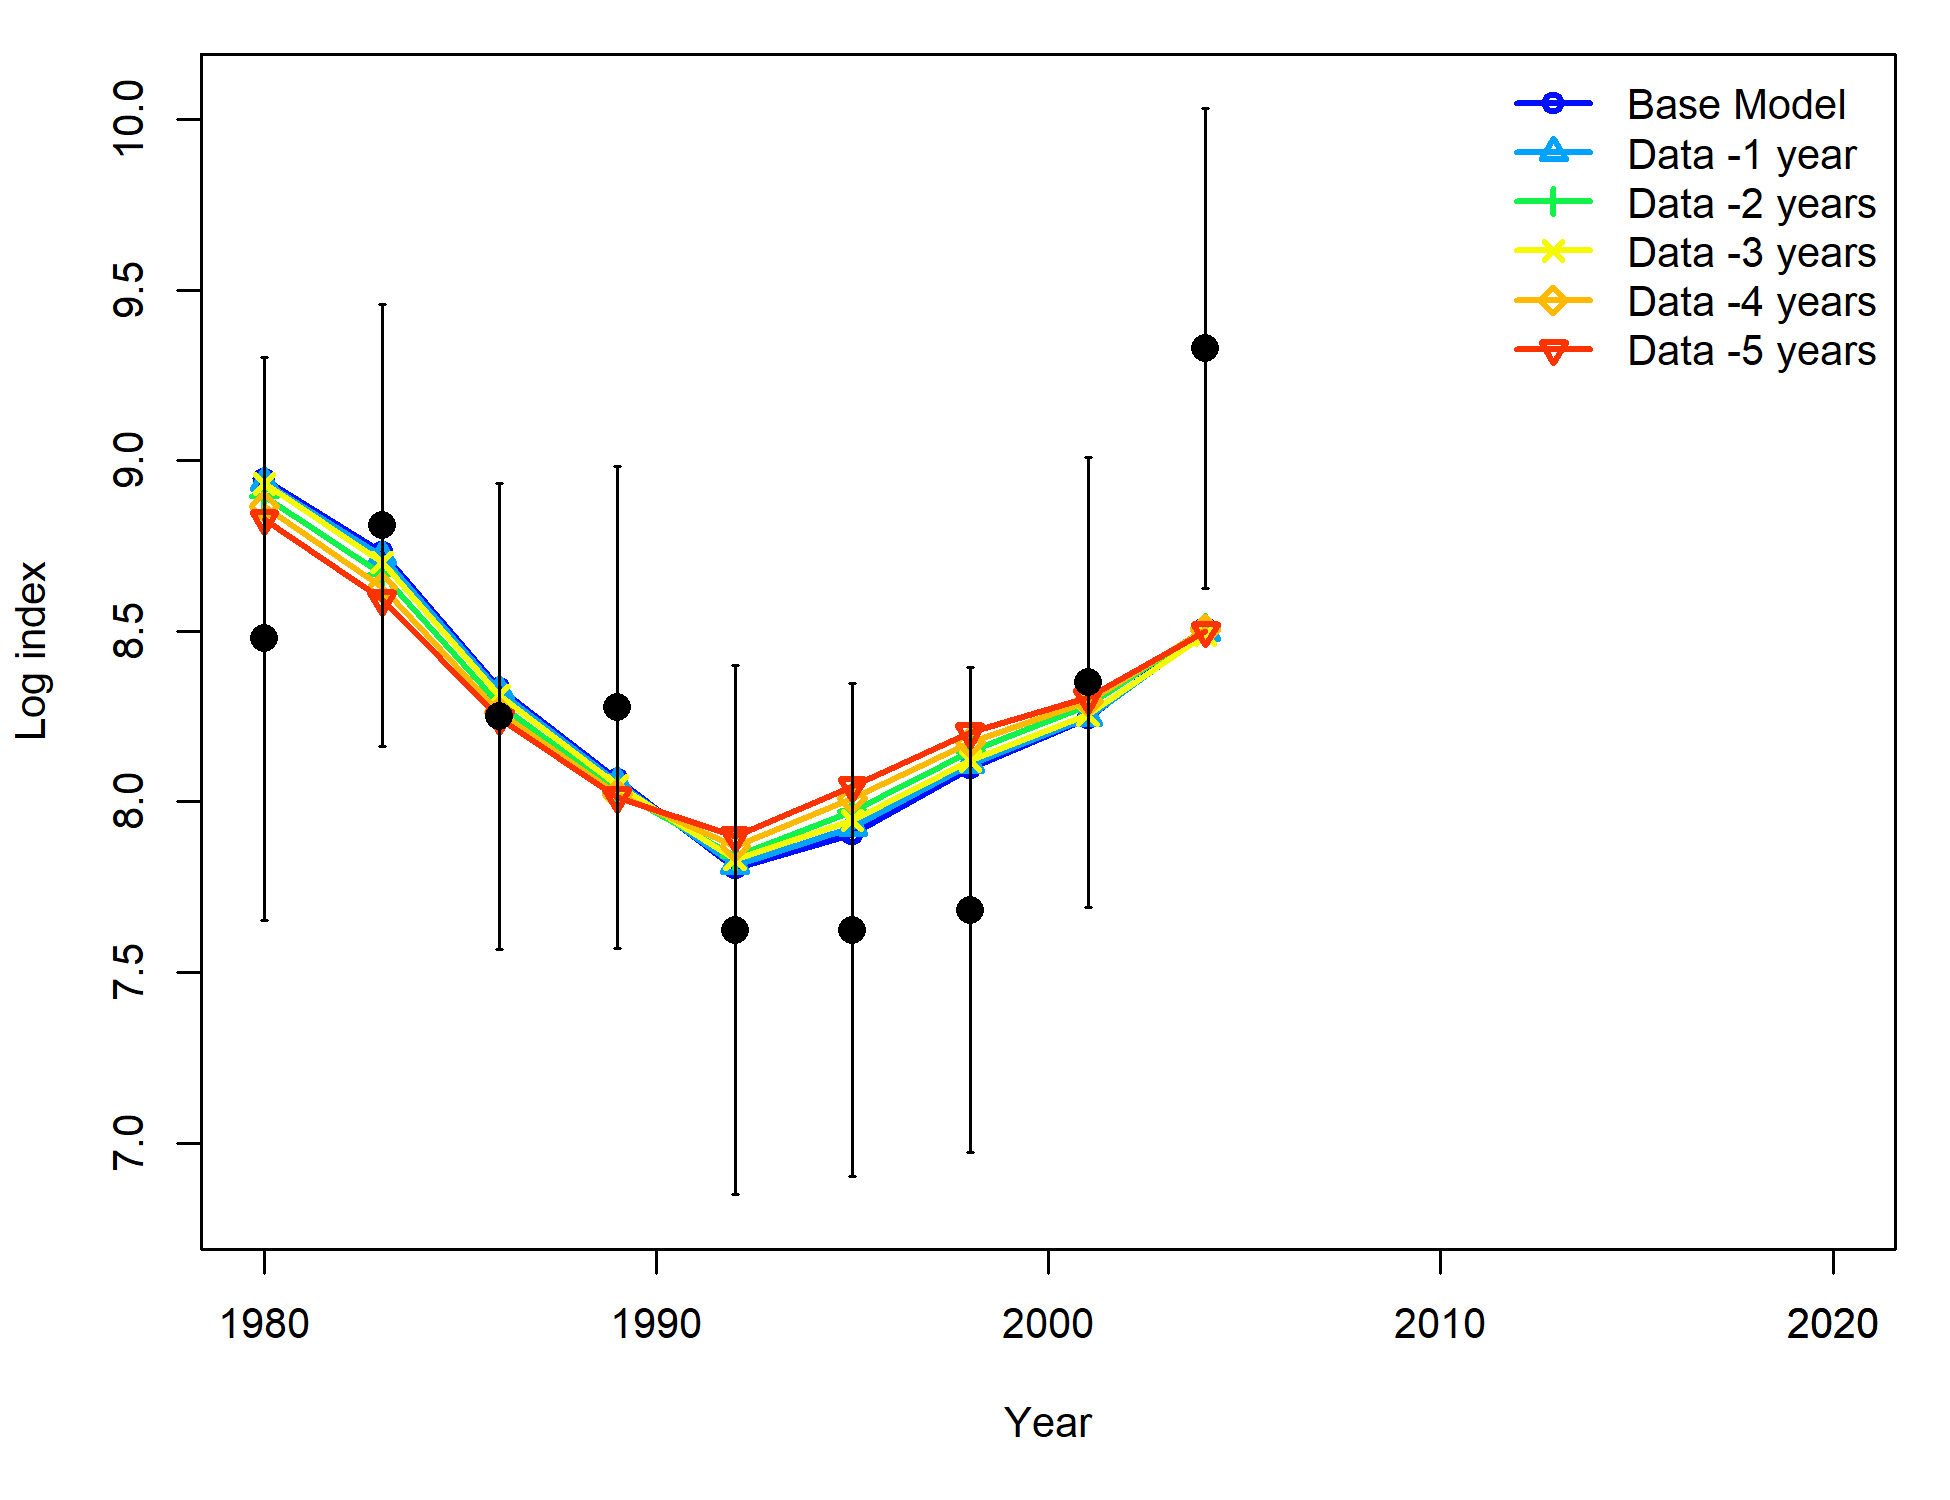 Base Model
Data -1 year
Data -2 years
Data -3 years
Data -4 years
Data -5 years
10.0
9.5
9.0
8.5
8.0
7.5
7.0
Log index
1980 1990 2000 2010 2020
Year